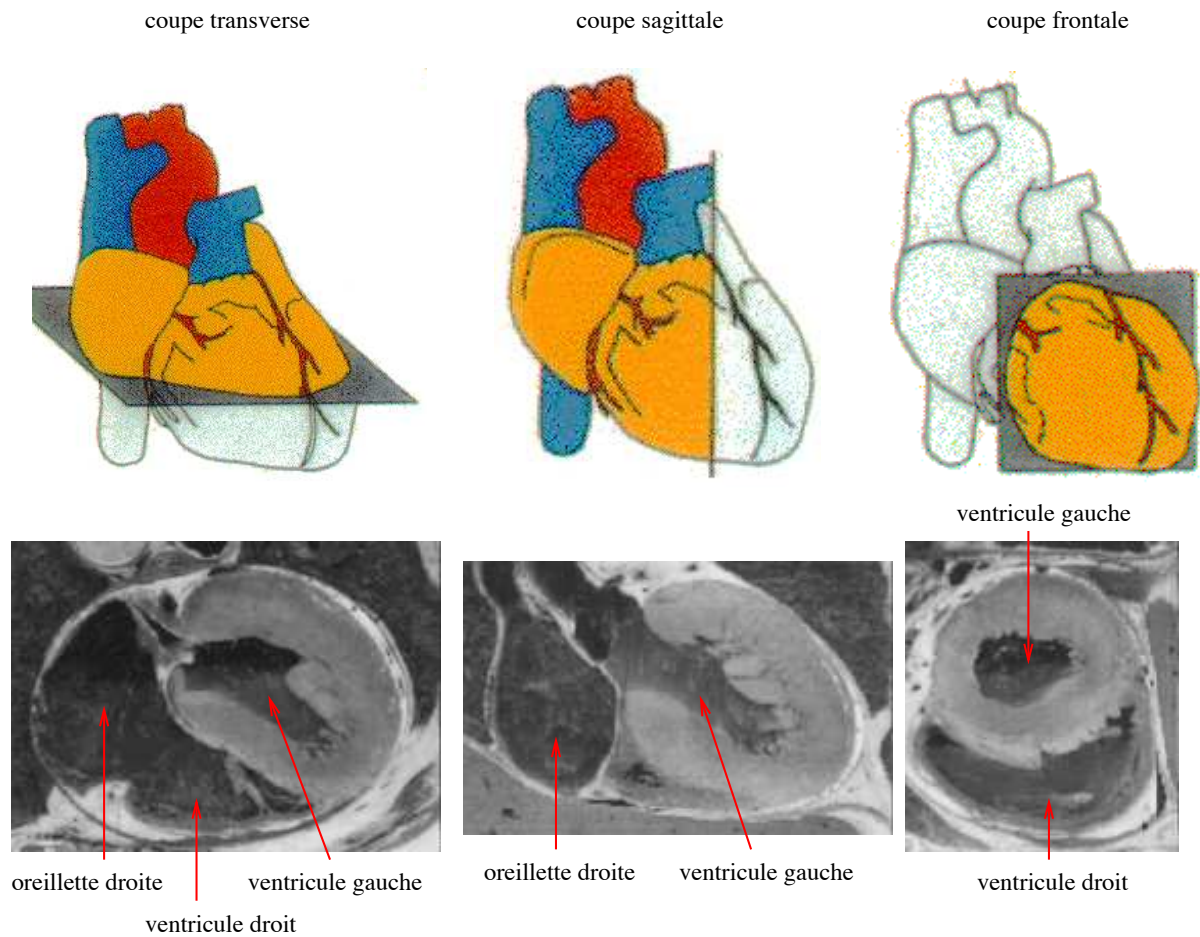 coupe transverse
coupe sagittale
coupe frontale
ventricule gauche
oreillette droite
ventricule gauche
ventricule droit
oreillette droite
ventricule gauche
ventricule droit